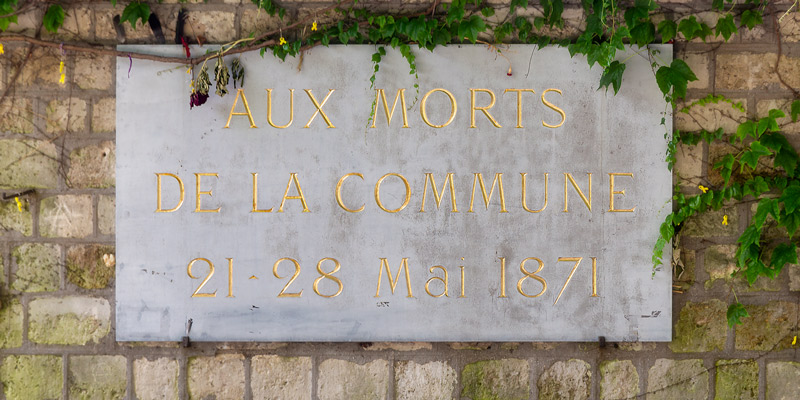 AUX MORTS
DE LA COMMUNE
21-28 Mai 1871